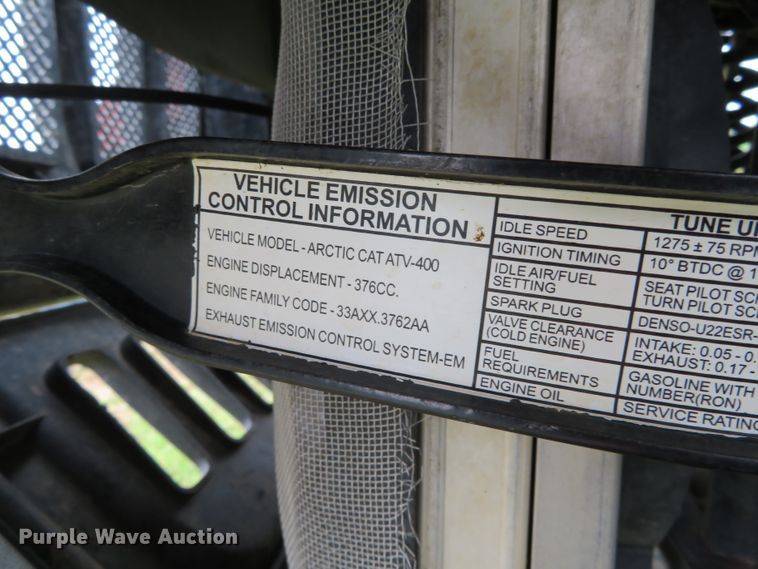 VEHICLE EMISSION
CONTROL INFORMATION
VEHICLE MODEL - ARCTIC CAT ATV-400
ENGINE DISPLACEMENT - 376CC.
ENGINE FAMILY CODE - 33AXX.3762AA
EXHAUST EMISSION CONTROL SYSTEM-EM
TUNE U
IDLE SPEED 1275 ± 75 RPM
IGNITION TIMING 10° BTDC @ 1
IDLE AIR/FUEL
SETTING
SEAT PILOT SC
TURN PILOT SC
SPARK PLUG DENSO-U22ESR-
VALVE CLEARANCE
(COLD ENGINE)
INTAKE: 0.05 - 0.
EXHAUST: 0.17 -
FUEL
REQUIREMENTS
GASOLINE WITH
NUMBER(RON)
ENGINE OIL SERVICE RATING
Purple Wave Auction